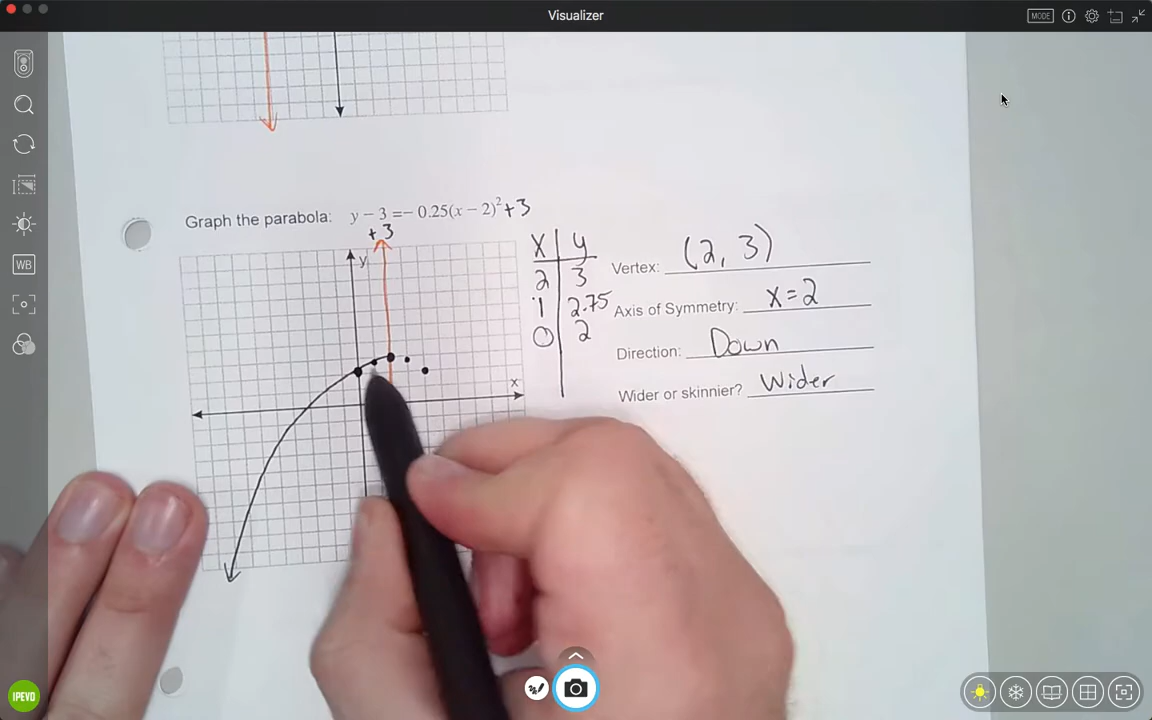 Visualizer
MODE
Graph the parabola: y − 3 = − 0.25(x − 2)² +3
+3
y
x
X | y
2 | 3
1 | 2.75
0 | 2
Vertex: (2, 3)
Axis of Symmetry: x=2
Direction: Down
Wider or skinnier? Wider
WB
IPEVO